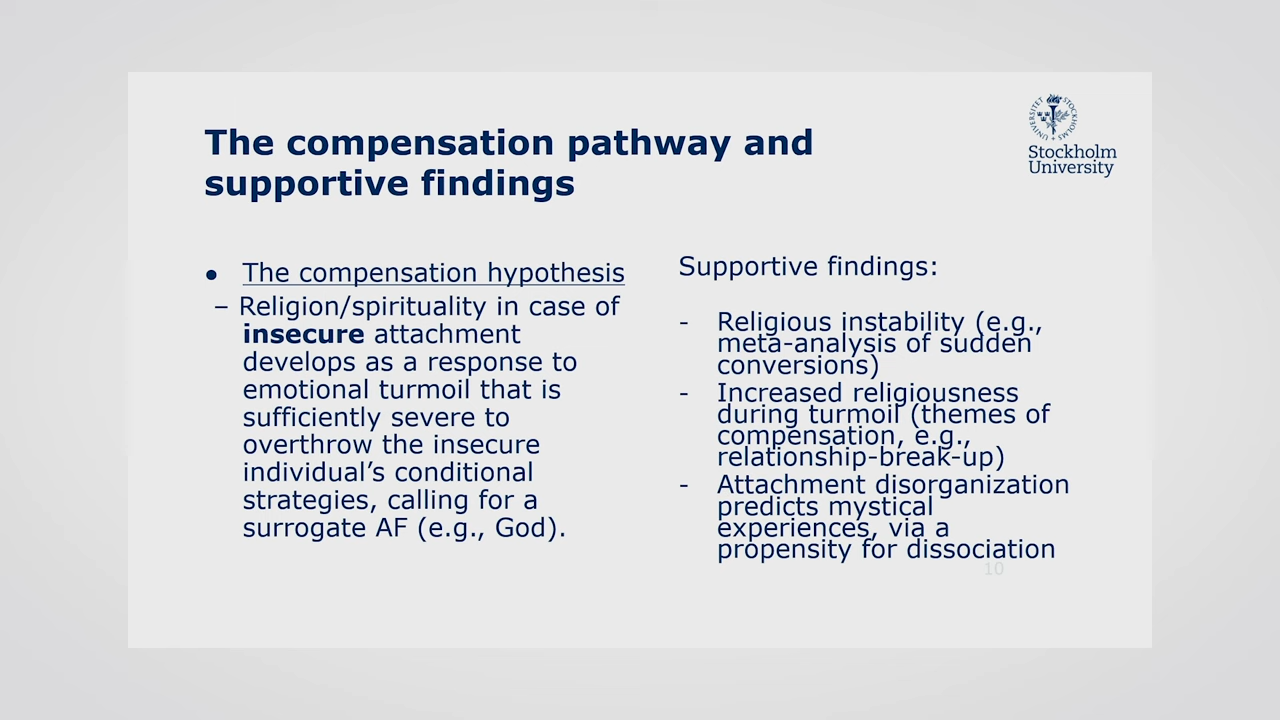 The compensation pathway and
supportive findings
UNIVERSITET STOCKHOLMS
Stockholm
University
● The compensation hypothesis
– Religion/spirituality in case of
insecure attachment
develops as a response to
emotional turmoil that is
sufficiently severe to
overthrow the insecure
individual’s conditional
strategies, calling for a
surrogate AF (e.g., God).
Supportive findings:
- Religious instability (e.g.,
meta-analysis of sudden
conversions)
- Increased religiousness
during turmoil (themes of
compensation, e.g.,
relationship-break-up)
- Attachment disorganization
predicts mystical
experiences, via a
propensity for dissociation
10